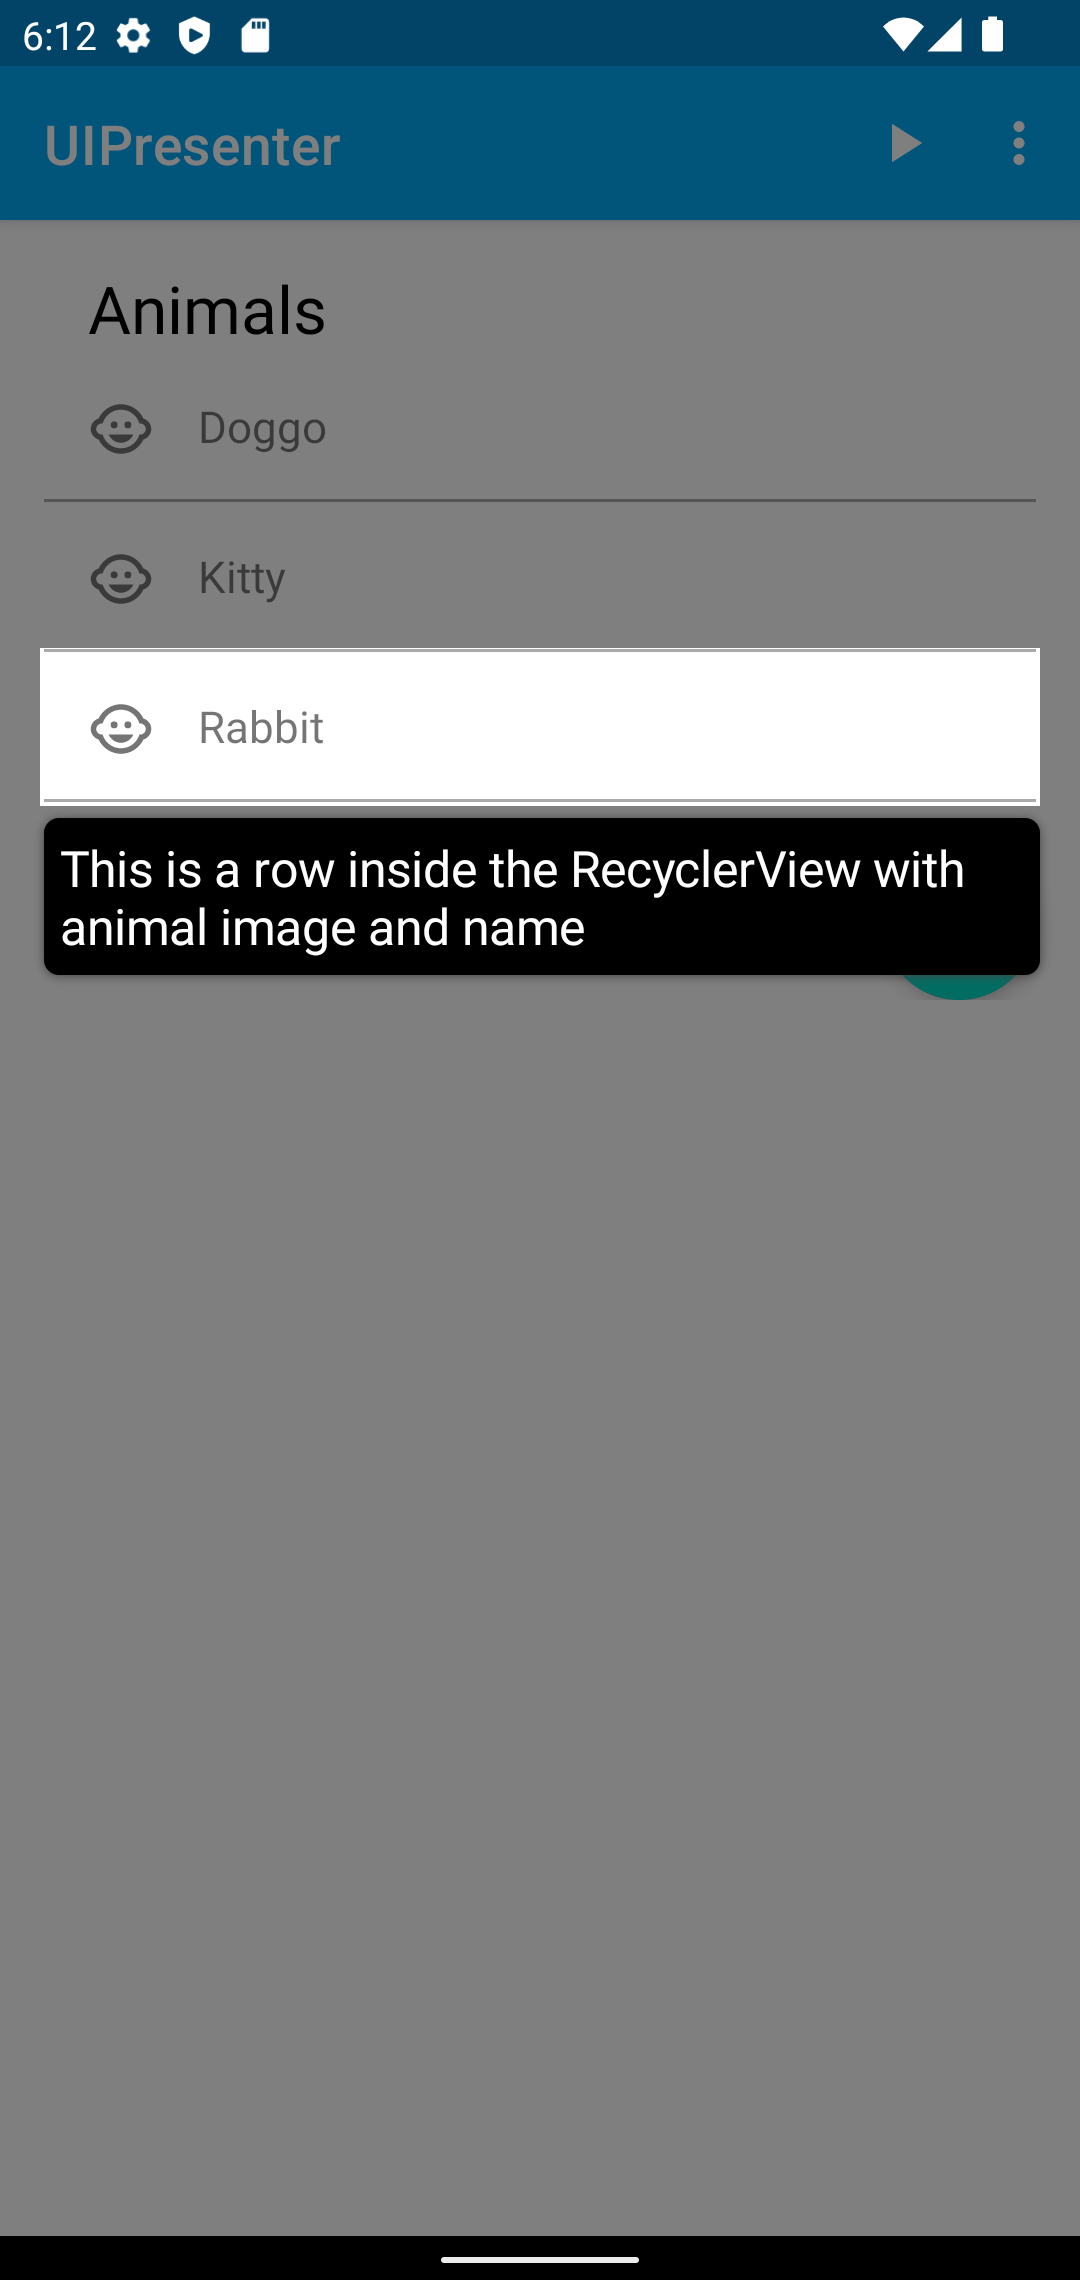 6:12
UIPresenter
Animals
Doggo
Kitty
Rabbit
This is a row inside the RecyclerView with
animal image and name